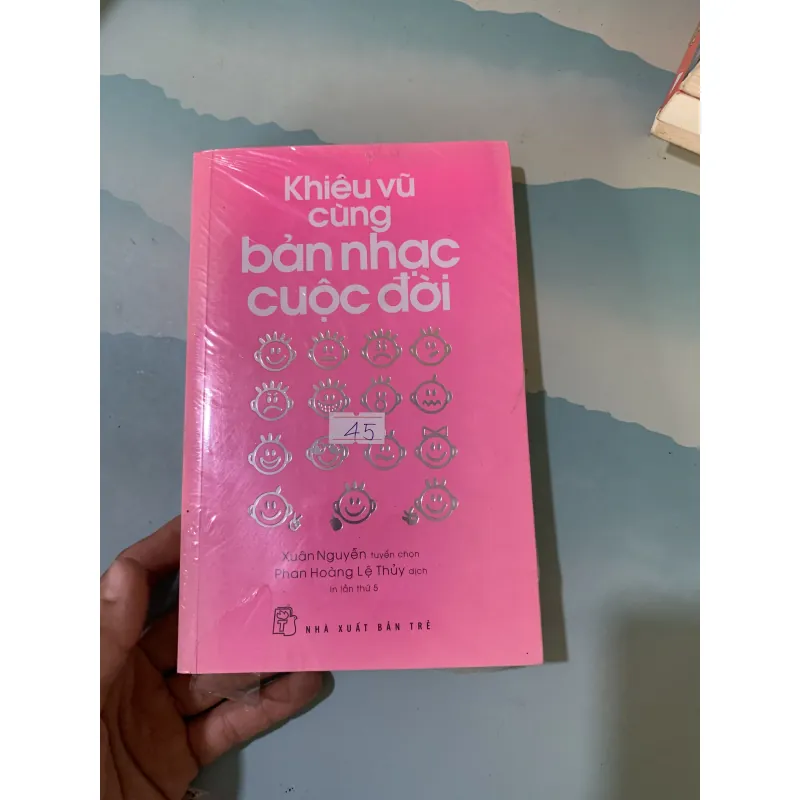 Khiêu vũ
cùng
bản nhạc
cuộc đời
45
Xuân Nguyễn tuyển chọn
Phan Hoàng Lệ Thủy dịch
In lần thứ 5
NHÀ XUẤT BẢN TRẺ